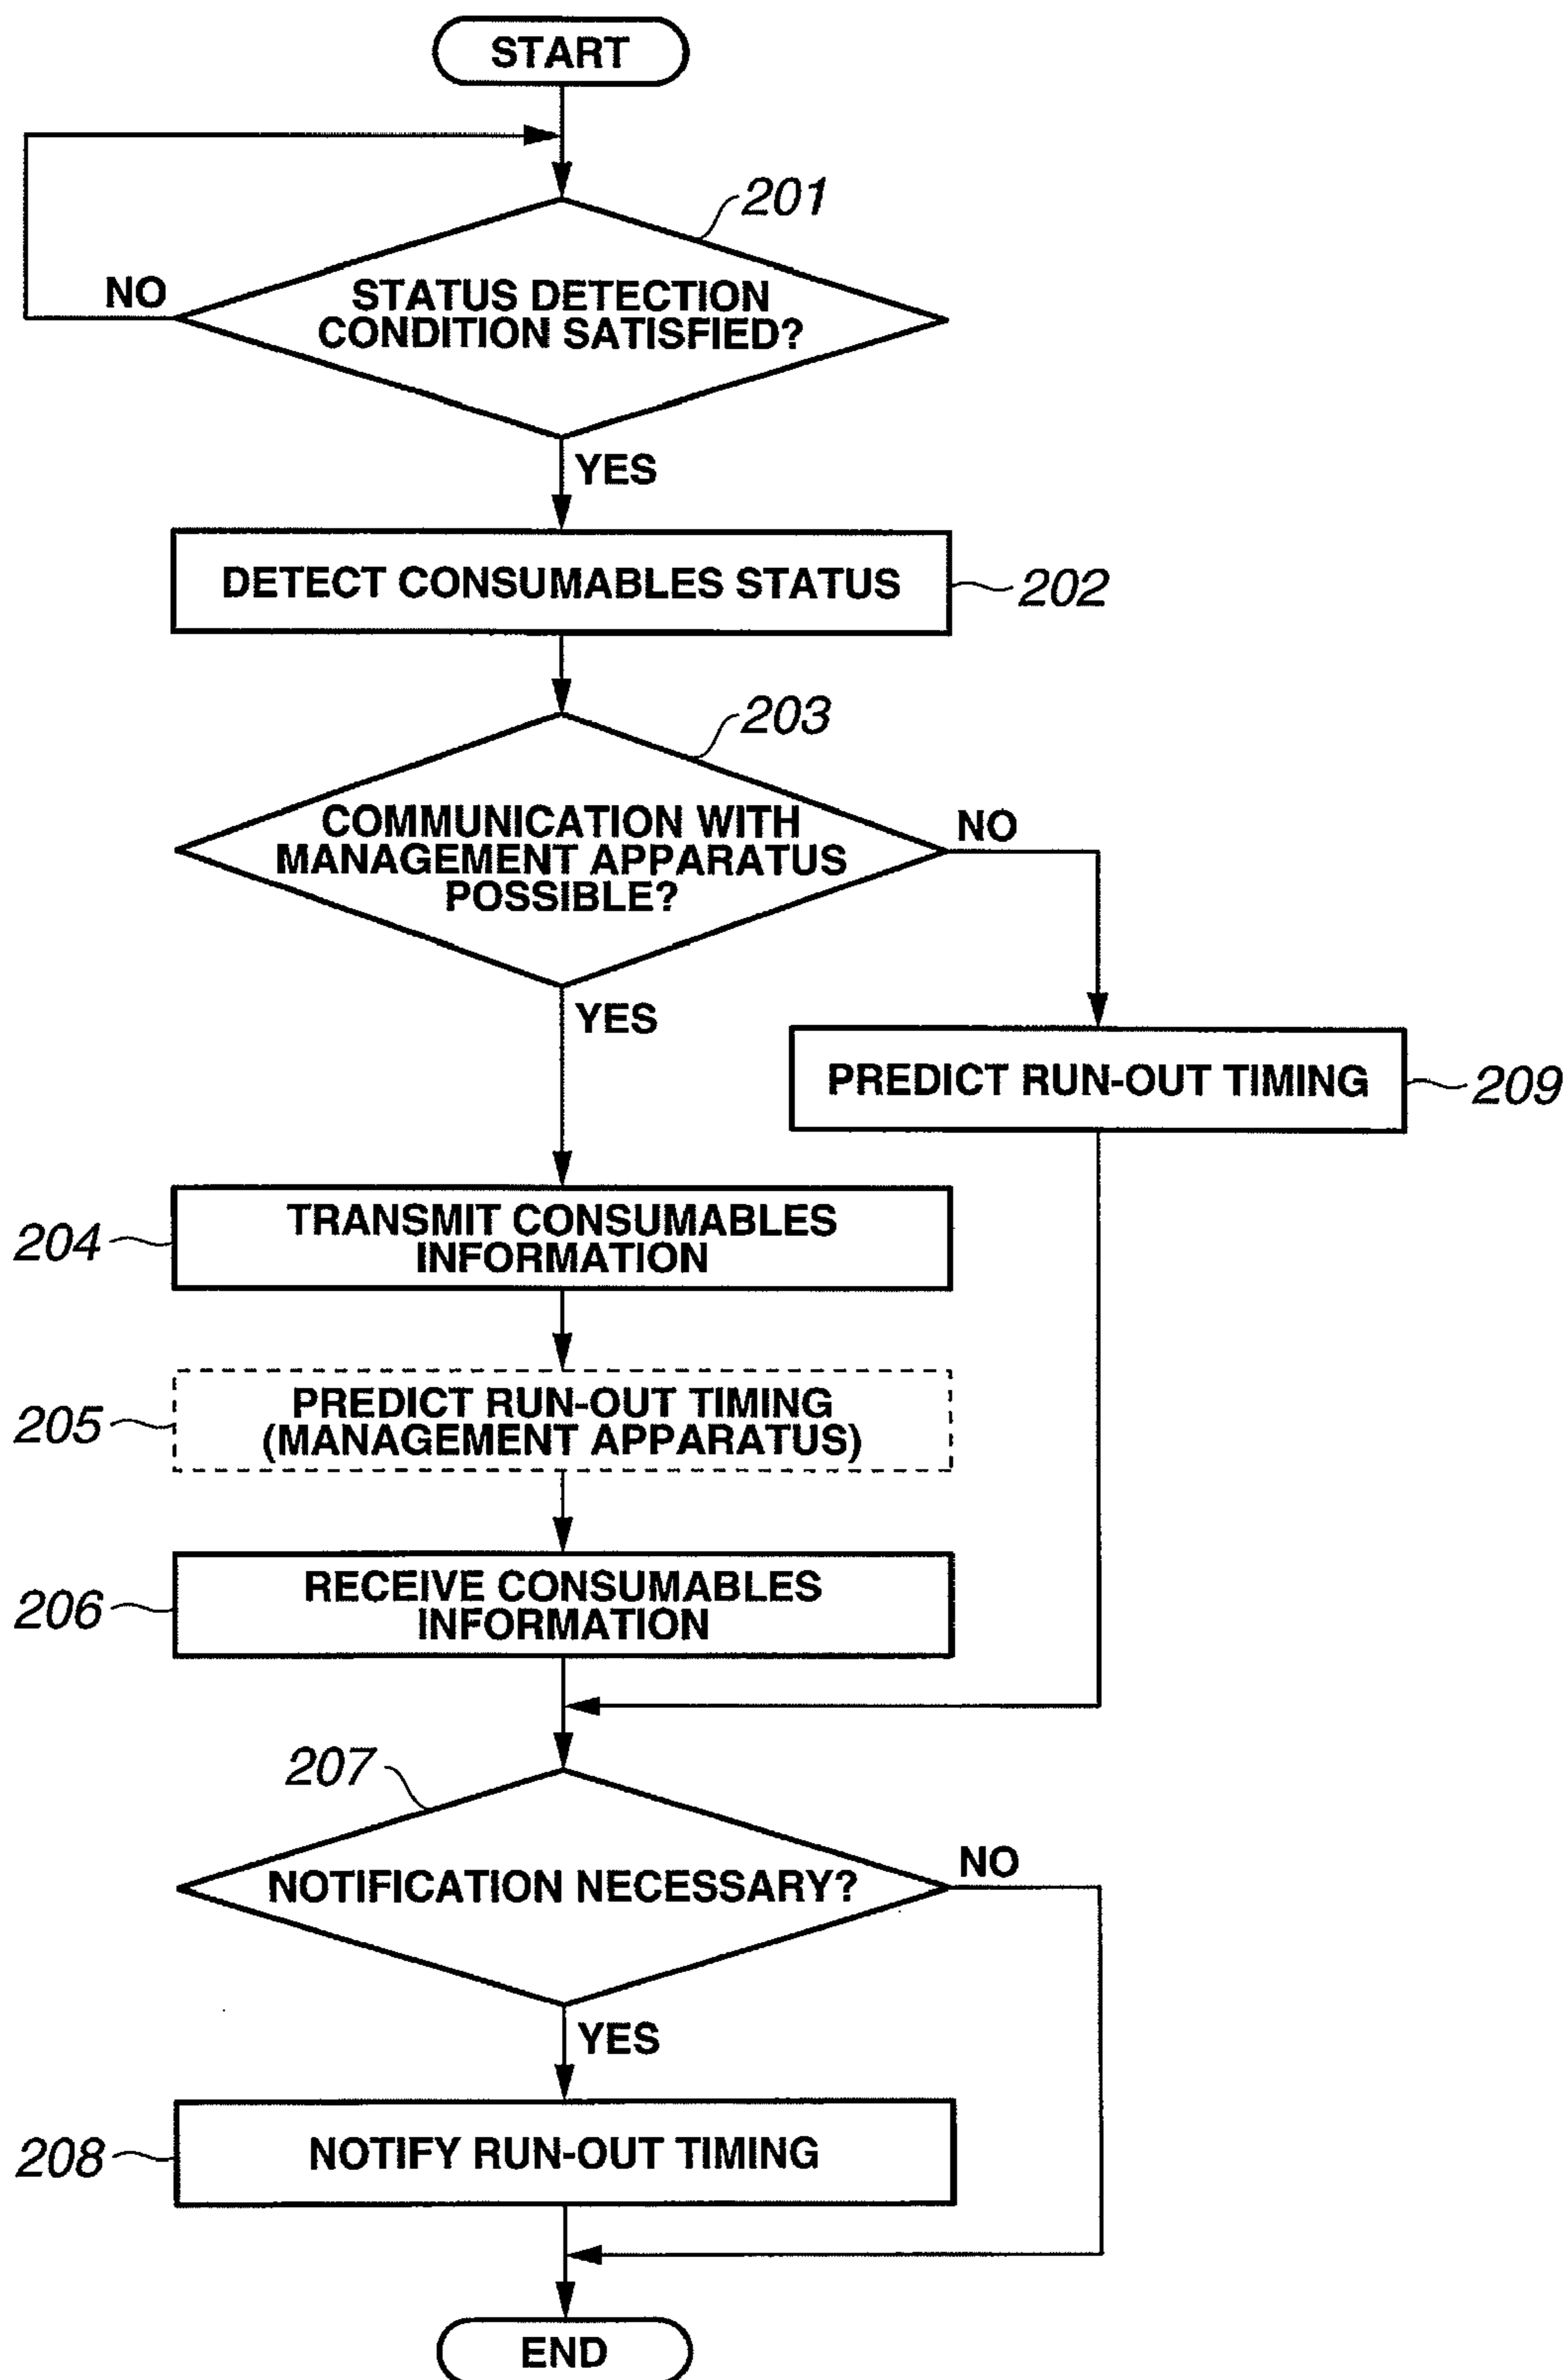 START
201
NO
STATUS DETECTION
CONDITION SATISFIED?
YES
DETECT CONSUMABLES STATUS
202
203
COMMUNICATION WITH
MANAGEMENT APPARATUS
POSSIBLE?
NO
YES
PREDICT RUN-OUT TIMING
209
204
TRANSMIT CONSUMABLES
INFORMATION
205
PREDICT RUN-OUT TIMING
(MANAGEMENT APPARATUS)
206
RECEIVE CONSUMABLES
INFORMATION
207
NOTIFICATION NECESSARY?
NO
YES
208
NOTIFY RUN-OUT TIMING
END